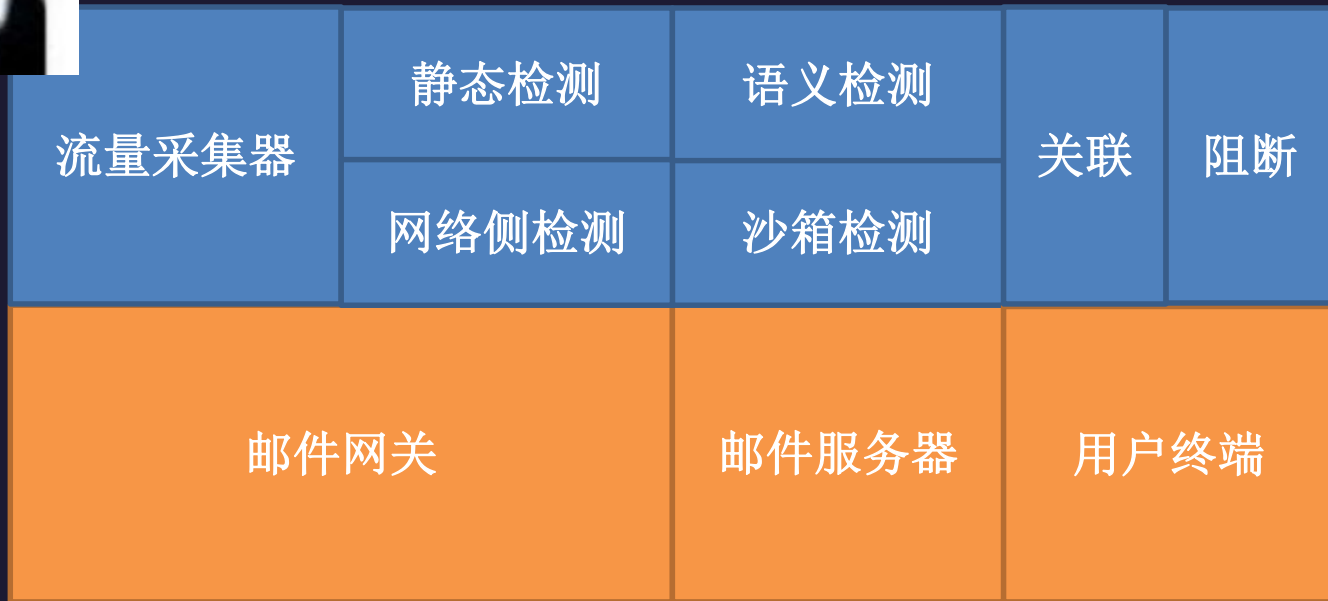 流量采集器
静态检测
语义检测
网络侧检测
沙箱检测
关联
阻断
邮件网关
邮件服务器
用户终端